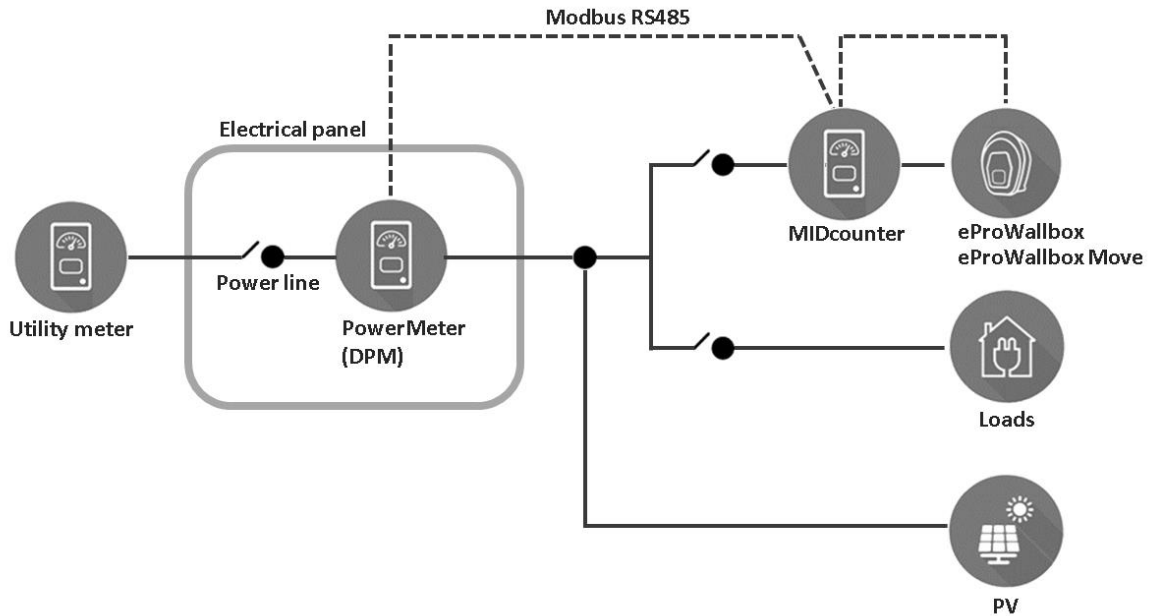 Modbus RS485
Electrical panel
Power line
Utility meter
PowerMeter
(DPM)
MIDcounter
eProWallbox
eProWallbox Move
Loads
PV